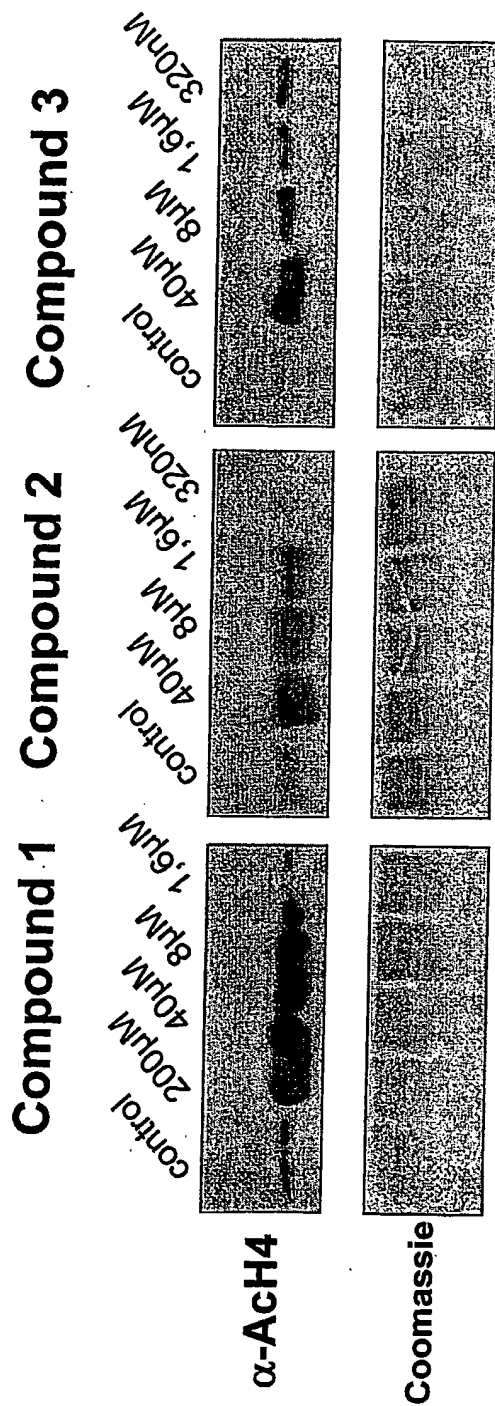 Compound 1 Compound 2 Compound 3
control 200µM 40µM 8µM 1,6µM control 40µM 8µM 1,6µM 320nM control 40µM 8µM 1,6µM 320nM
α-AcH4
Coomassie